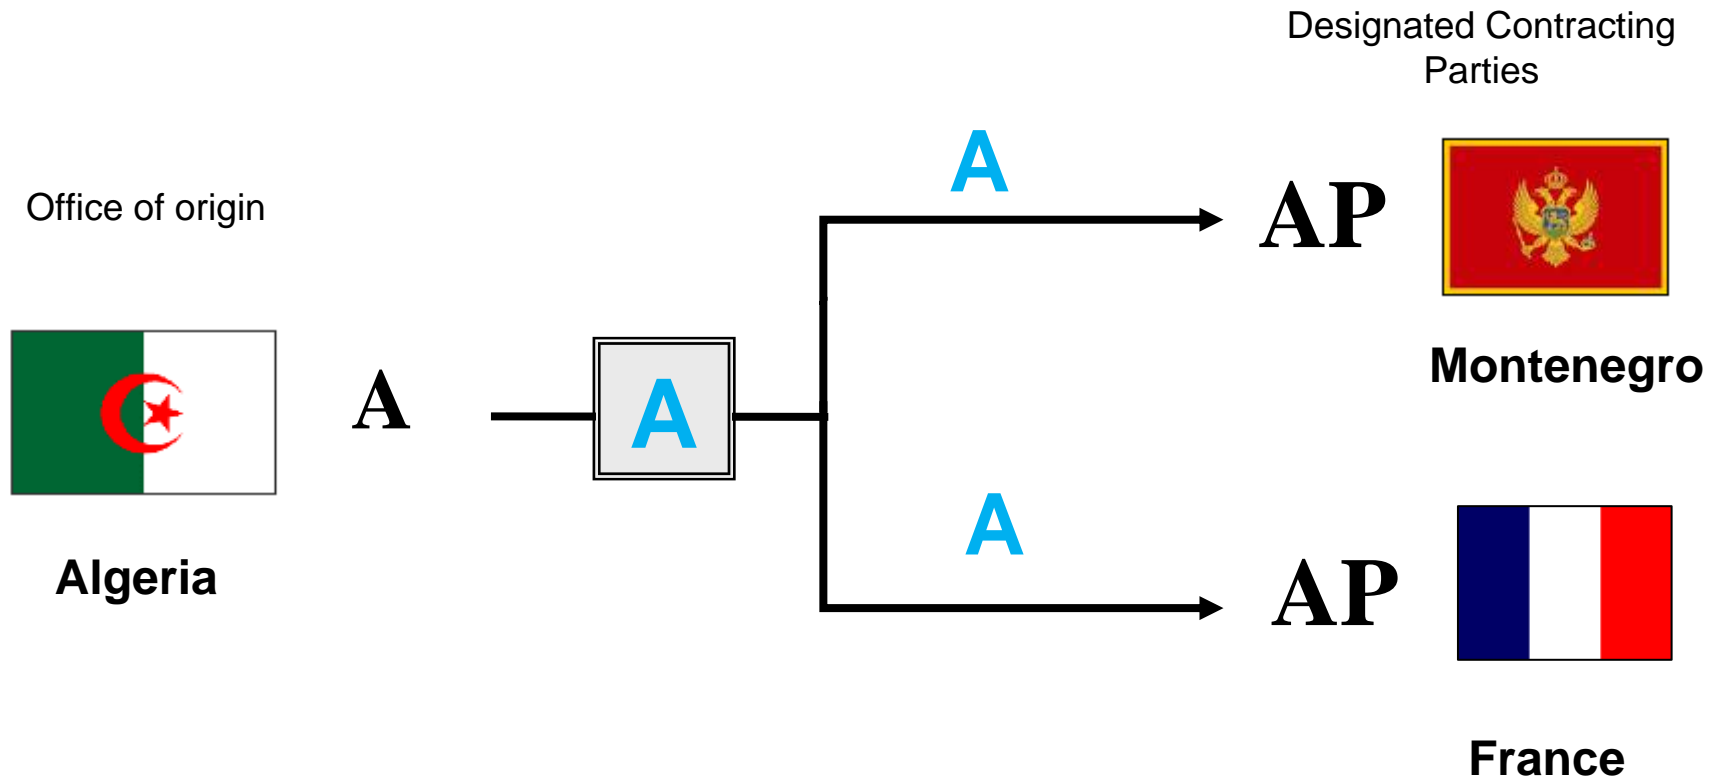 Designated Contracting
Parties
Office of origin
A
AP
Montenegro
A
A
Algeria
A
AP
France